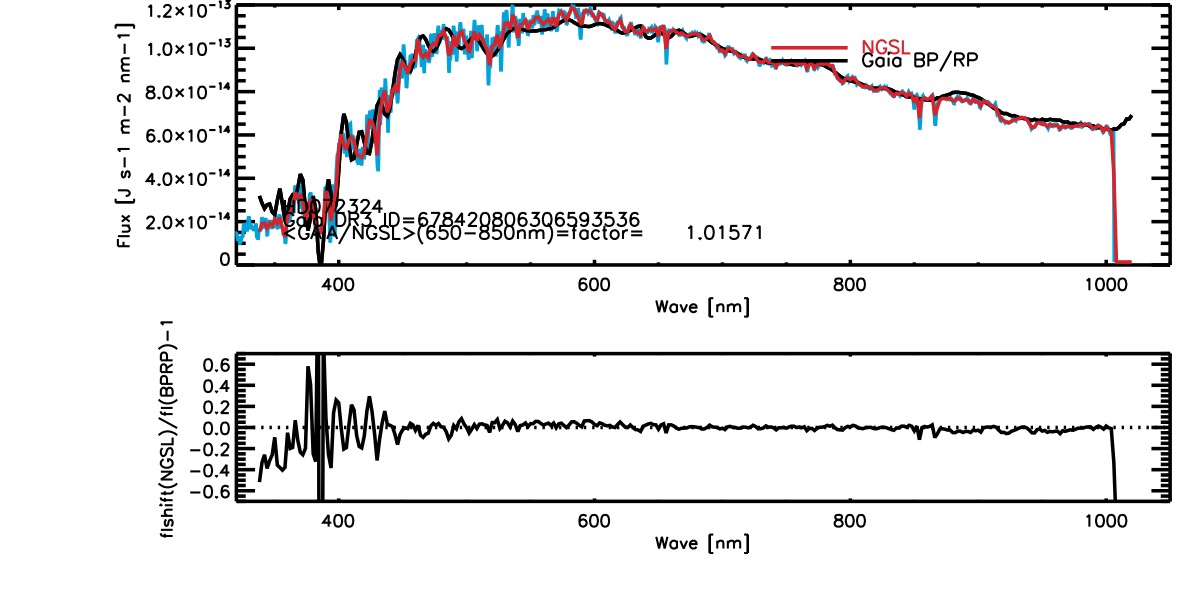 1.2×10−13
1.0×10−13
8.0×10−14
6.0×10−14
4.0×10−14
2.0×10−14
0
Flux [J s−1 m−2 nm−1]
NGSL
Gaia BP/RP
HD072324
Gaia DR3 ID=678420806306593536
<GAIA/NGSL>(650−850nm)=factor= 1.01571
400 600 800 1000
Wave [nm]
flshift(NGSL)/fl(BPRP)−1
0.6
0.4
0.2
0.0
−0.2
−0.4
−0.6
400 600 800 1000
Wave [nm]